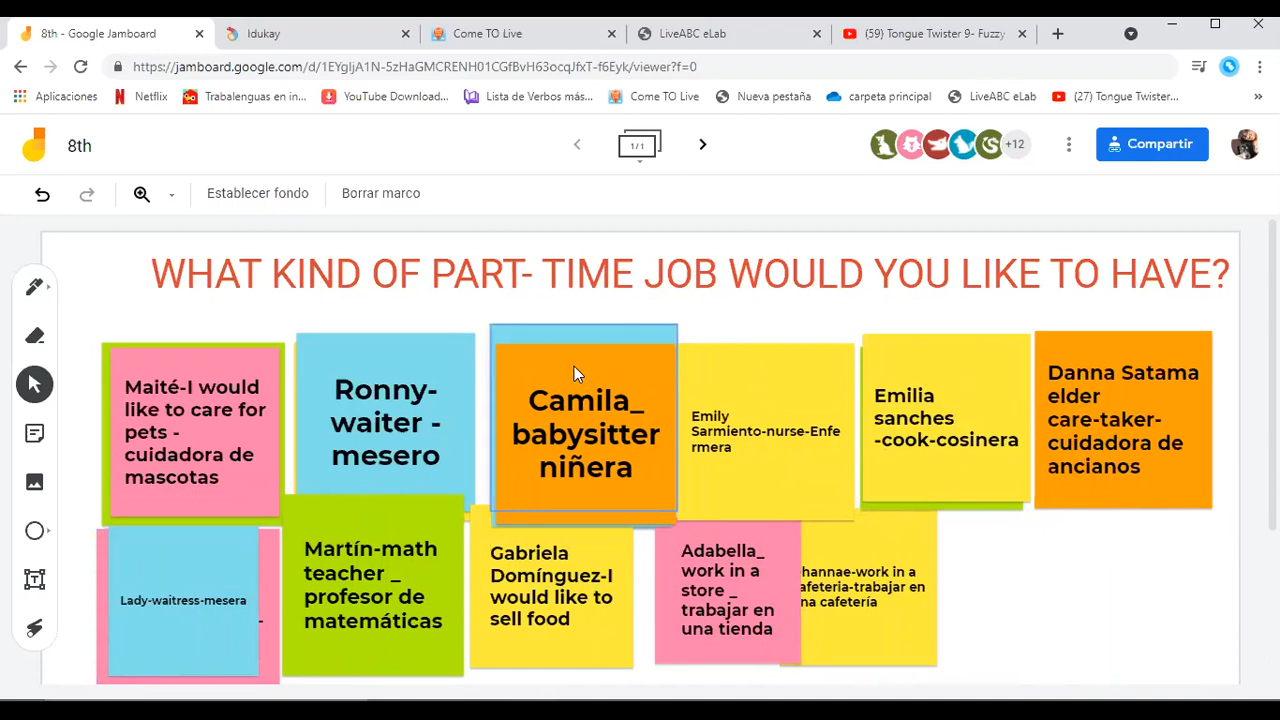 8th - Google Jamboard
Idukay
Come TO Live
LiveABC eLab
(59) Tongue Twister 9- Fuzzy
https://jamboard.google.com/d/1EYgljA1N-5zHaGMCRENH01CGfBvH63ocqJfxT-f6Eyk/viewer?f=0
Aplicaciones
Netflix
Trabalenguas en in...
YouTube Download...
Lista de Verbos más...
Come TO Live
Nueva pestaña
carpeta principal
LiveABC eLab
(27) Tongue Twister...
8th
1/1
+12
Compartir
Establecer fondo
Borrar marco
WHAT KIND OF PART- TIME JOB WOULD YOU LIKE TO HAVE?
Maité-I would
like to care for
pets -
cuidadora de
mascotas
Ronny-
waiter -
mesero
Camila_
babysitter
niñera
Emily
Sarmiento-nurse-Enfe
rmera
Emilia
sanches
-cook-cosinera
Danna Satama
elder
care-taker-
cuidadora de
ancianos
Lady-waitress-mesera
Martín-math
teacher _
profesor de
matemáticas
Gabriela
Domínguez-I
would like to
sell food
Adabella_
work in a
store _
trabajar en
una tienda
hannae-work in a
afeteria-trabajar en
na cafetería